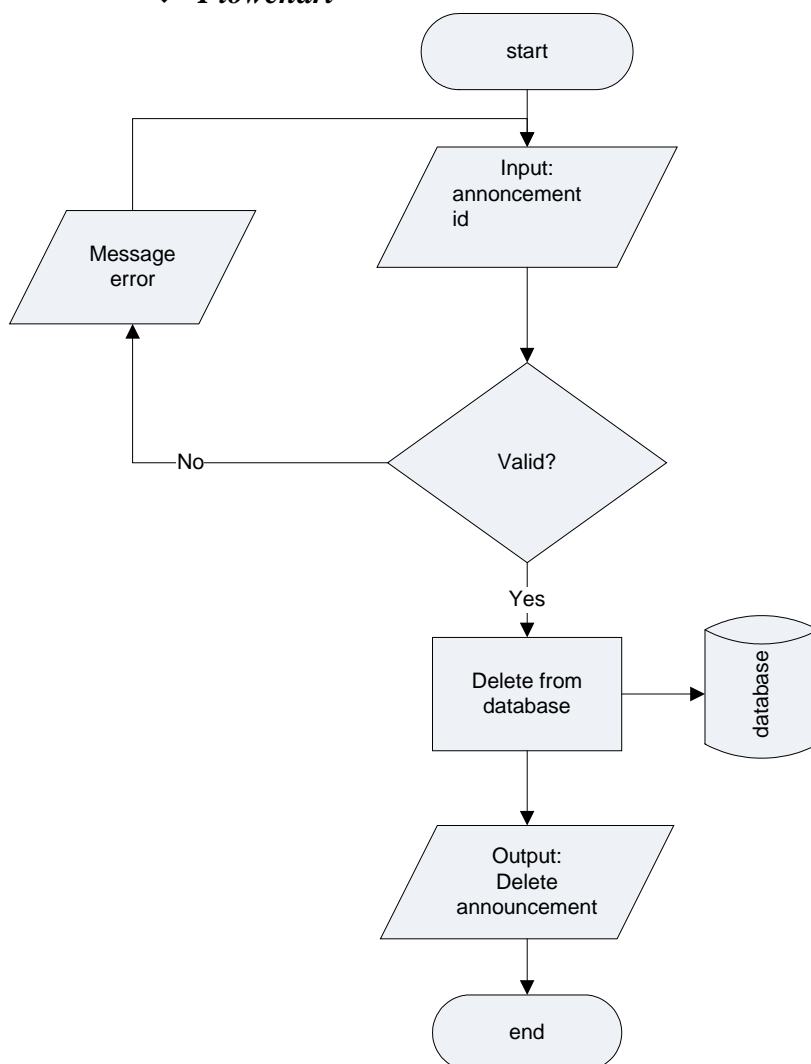 Flowchart
start
Input:
annoncement
id
Message
error
Valid?
No
Yes
Delete from
database
database
Output:
Delete
announcement
end